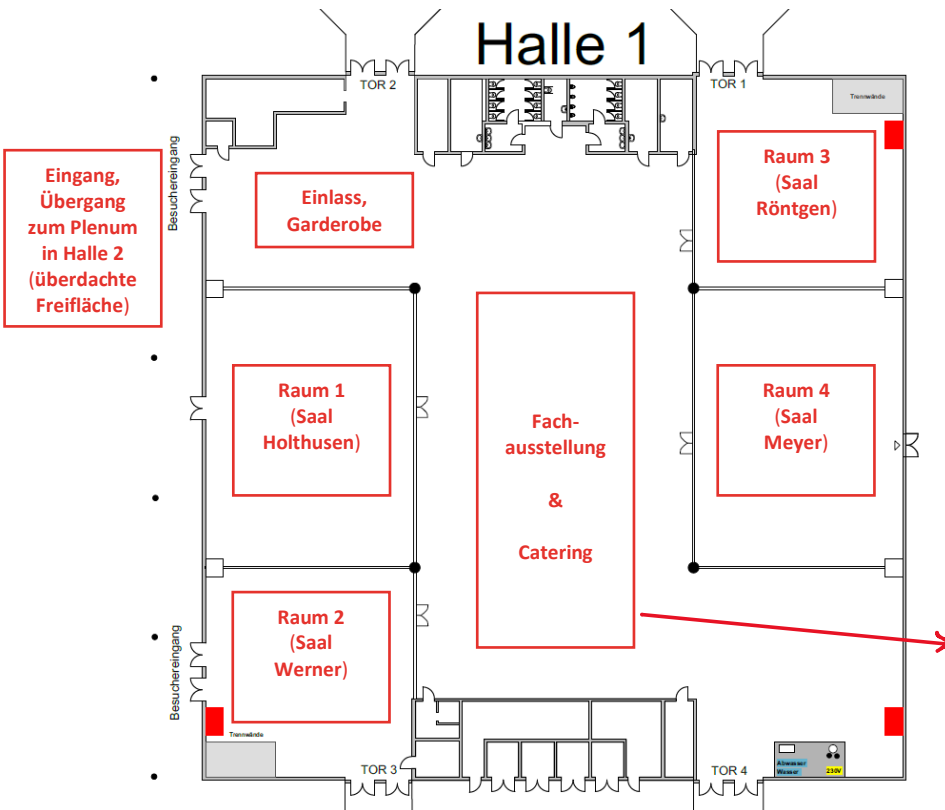 Halle 1
TOR 2
TOR 1
Trennwände
Besuchereingang
Eingang,
Übergang
zum Plenum
in Halle 2
(überdachte
Freifläche)
Einlass,
Garderobe
Raum 3
(Saal
Röntgen)
Raum 1
(Saal
Holthusen)
Fach-
ausstellung
&
Catering
Raum 4
(Saal
Meyer)
Raum 2
(Saal
Werner)
Besuchereingang
Trennwände
TOR 3
TOR 4
Abwasser
Wasser
230V